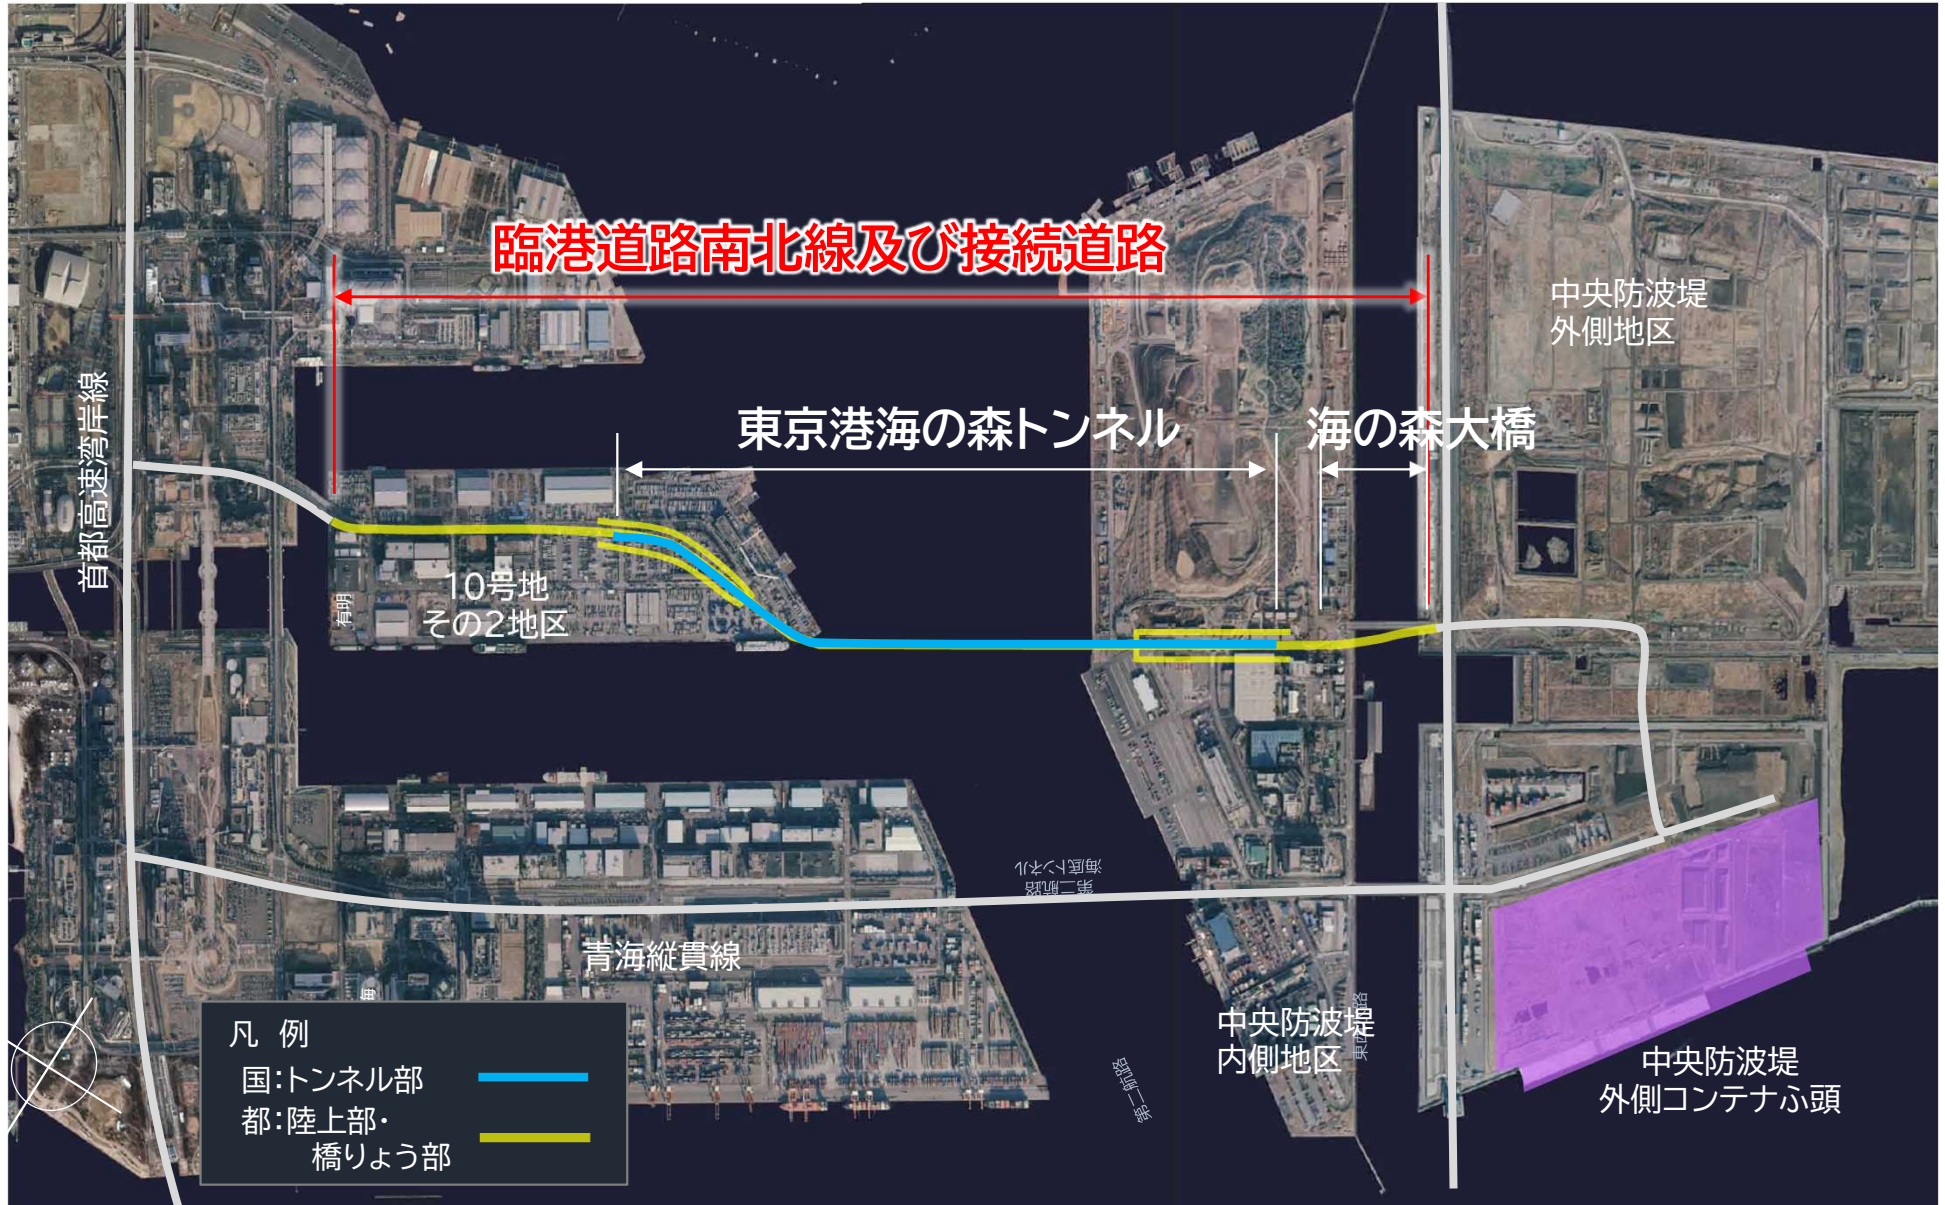 臨港道路南北線及び接続道路
中央防波堤
外側地区
東京港海の森トンネル
海の森大橋
首都高速湾岸線
10号地
その2地区
有明
第二航路
海底トンネル
青海縦貫線
海
中央防波堤
内側地区
第二航路
中央防波堤
外側コンテナふ頭
凡 例
国:トンネル部
都:陸上部・
橋りょう部